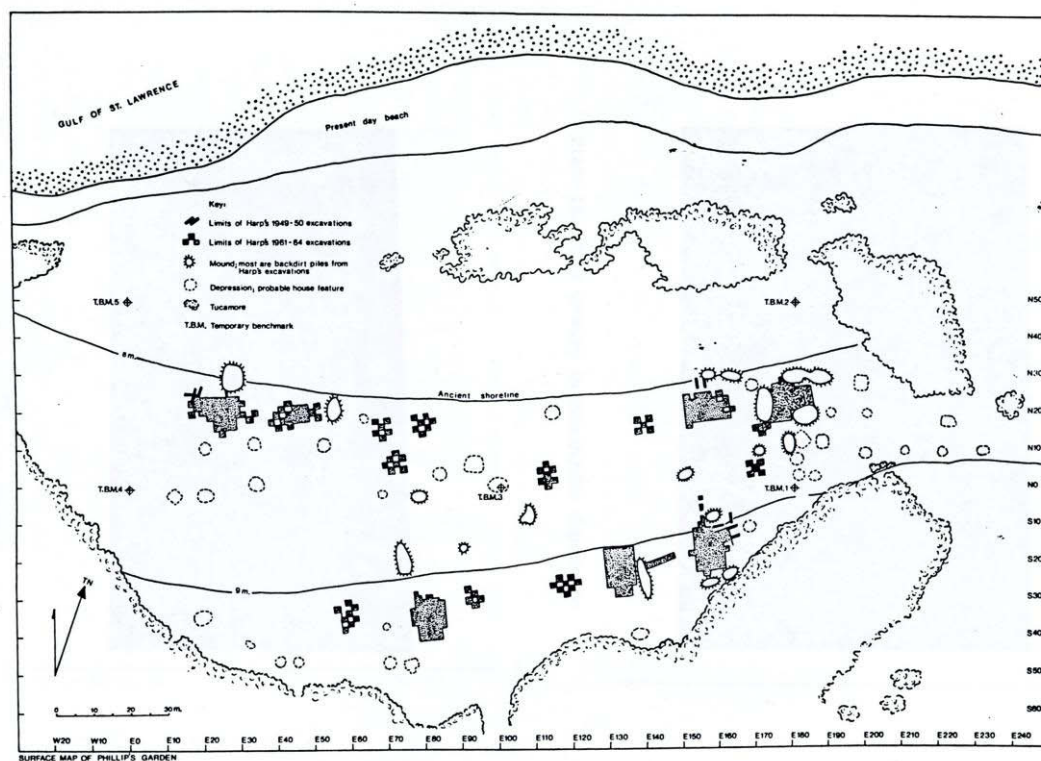 GULF OF ST. LAWRENCE
Present day beach
Key:
Limits of Harp's 1949-50 excavations
Limits of Harp's 1961-64 excavations
Mound; most are backdirt piles from
Harp's excavations
Depression; probable house feature
Tucamore
T.B.M. Temporary benchmark
T.B.M.5
T.B.M.2
8m.
Ancient shoreline
T.B.M.4
T.B.M.3
T.B.M.1
9m.
TN
0 10 20 30m.
N50
N40
N30
N20
N10
N0
S10
S20
S30
S40
S50
S60
W20 W10 E0 E10 E20 E30 E40 E50 E60 E70 E80 E90 E100 E110 E120 E130 E140 E150 E160 E170 E180 E190 E200 E210 E220 E230 E240
SURFACE MAP OF PHILLIP'S GARDEN